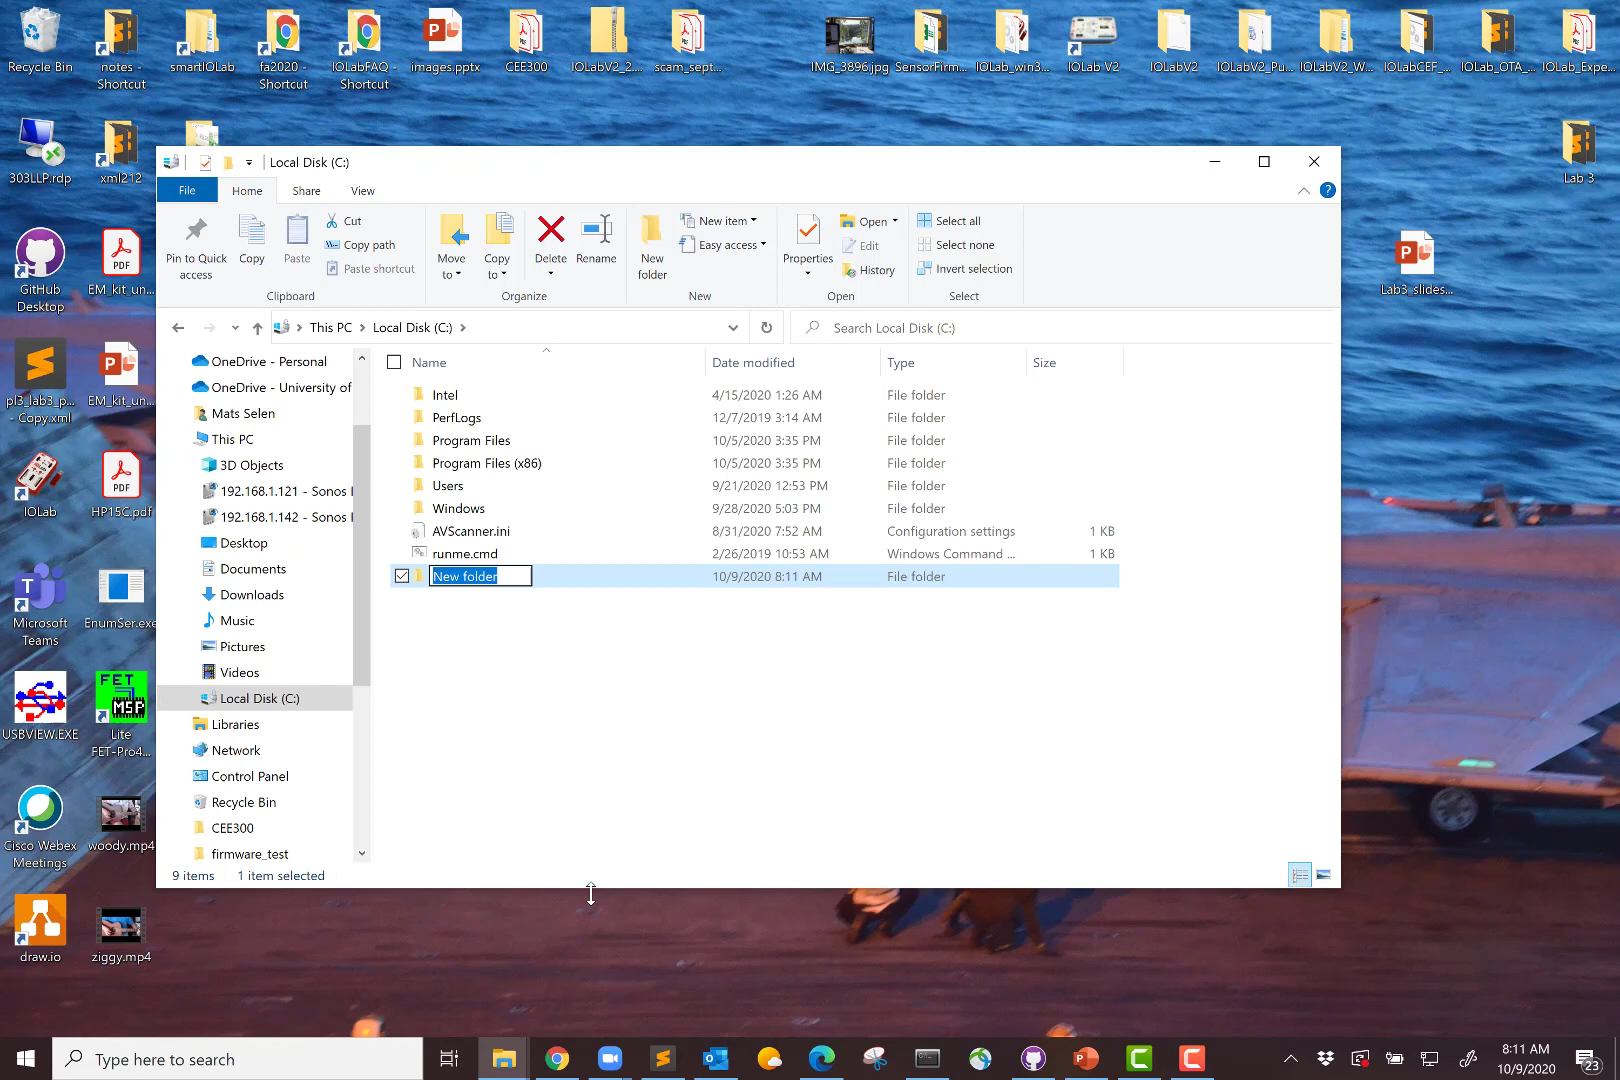 Recycle Bin
notes -
Shortcut
smartIOLab
fa2020 -
Shortcut
IOLabFAQ -
Shortcut
images.pptx
CEE300
IOLabV2_2....
scam_sept...
IMG_3896.jpg
SensorFirm...
IOLab_win3...
IOLab V2
IOLabV2
IOLabV2_Pu...
IOLabV2_W...
IOLabCEF_...
IOLab_OTA_...
IOLab_Expe...
303LLP.rdp
xml212
Lab 3
GitHub
Desktop
PDF
EM_kit_un...
Lab3_slides...
pl3_lab3_p...
- Copy.xml
EM_kit_un...
IOLab
PDF
HP15C.pdf
Microsoft
Teams
EnumSer.exe
USBVIEW.EXE
FET
MSP
Lite
FET-Pro4...
Cisco Webex
Meetings
woody.mp4
draw.io
ziggy.mp4
Local Disk (C:)
File
Home
Share
View
Pin to Quick
access
Copy
Paste
Cut
Copy path
Paste shortcut
Clipboard
Move
to
Copy
to
Delete
Rename
Organize
New
folder
New item
Easy access
New
Properties
Open
Edit
History
Open
Select all
Select none
Invert selection
Select
This PC > Local Disk (C:) >
Search Local Disk (C:)
OneDrive - Personal
OneDrive - University of
Mats Selen
This PC
3D Objects
192.168.1.121 - Sonos
192.168.1.142 - Sonos
Desktop
Documents
Downloads
Music
Pictures
Videos
Local Disk (C:)
Libraries
Network
Control Panel
Recycle Bin
CEE300
firmware_test
Name Date modified Type Size
Intel 4/15/2020 1:26 AM File folder
PerfLogs 12/7/2019 3:14 AM File folder
Program Files 10/5/2020 3:35 PM File folder
Program Files (x86) 10/5/2020 3:35 PM File folder
Users 9/21/2020 12:53 PM File folder
Windows 9/28/2020 5:03 PM File folder
AVScanner.ini 8/31/2020 7:52 AM Configuration settings 1 KB
runme.cmd 2/26/2019 10:53 AM Windows Command ... 1 KB
New folder 10/9/2020 8:11 AM File folder
9 items 1 item selected
Type here to search
8:11 AM
10/9/2020
23